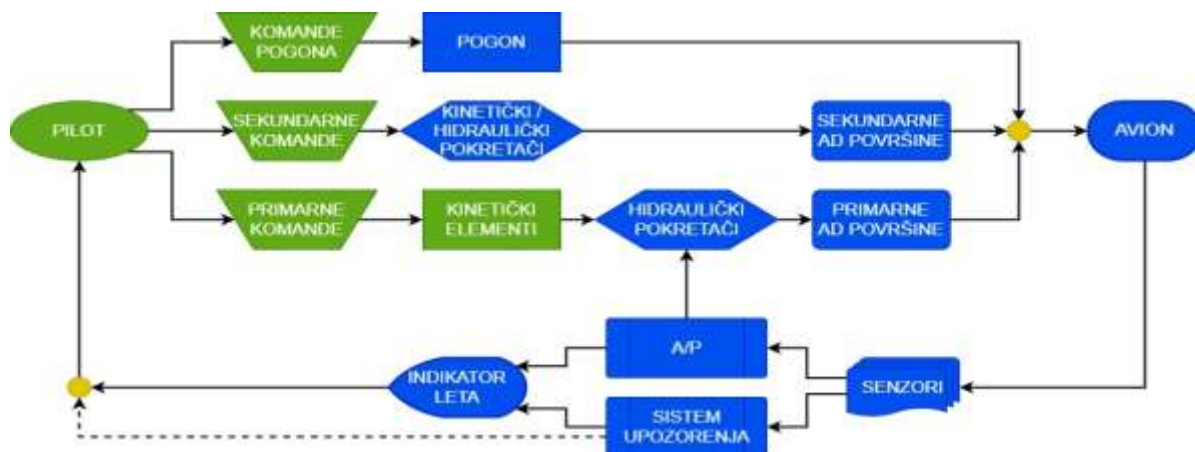 KOMANDE
POGONA
POGON
PILOT
SEKUNDARNE
KOMANDE
KINETIČKI /
HIDRAULIČKI
POKRETAČI
SEKUNDARNE
AD POVRŠINE
AVION
PRIMARNE
KOMANDE
KINETIČKI
ELEMENTI
HIDRAULIČKI
POKRETAČI
PRIMARNE
AD POVRŠINE
A/P
INDIKATOR
LETA
SENZORI
SISTEM
UPOZORENJA